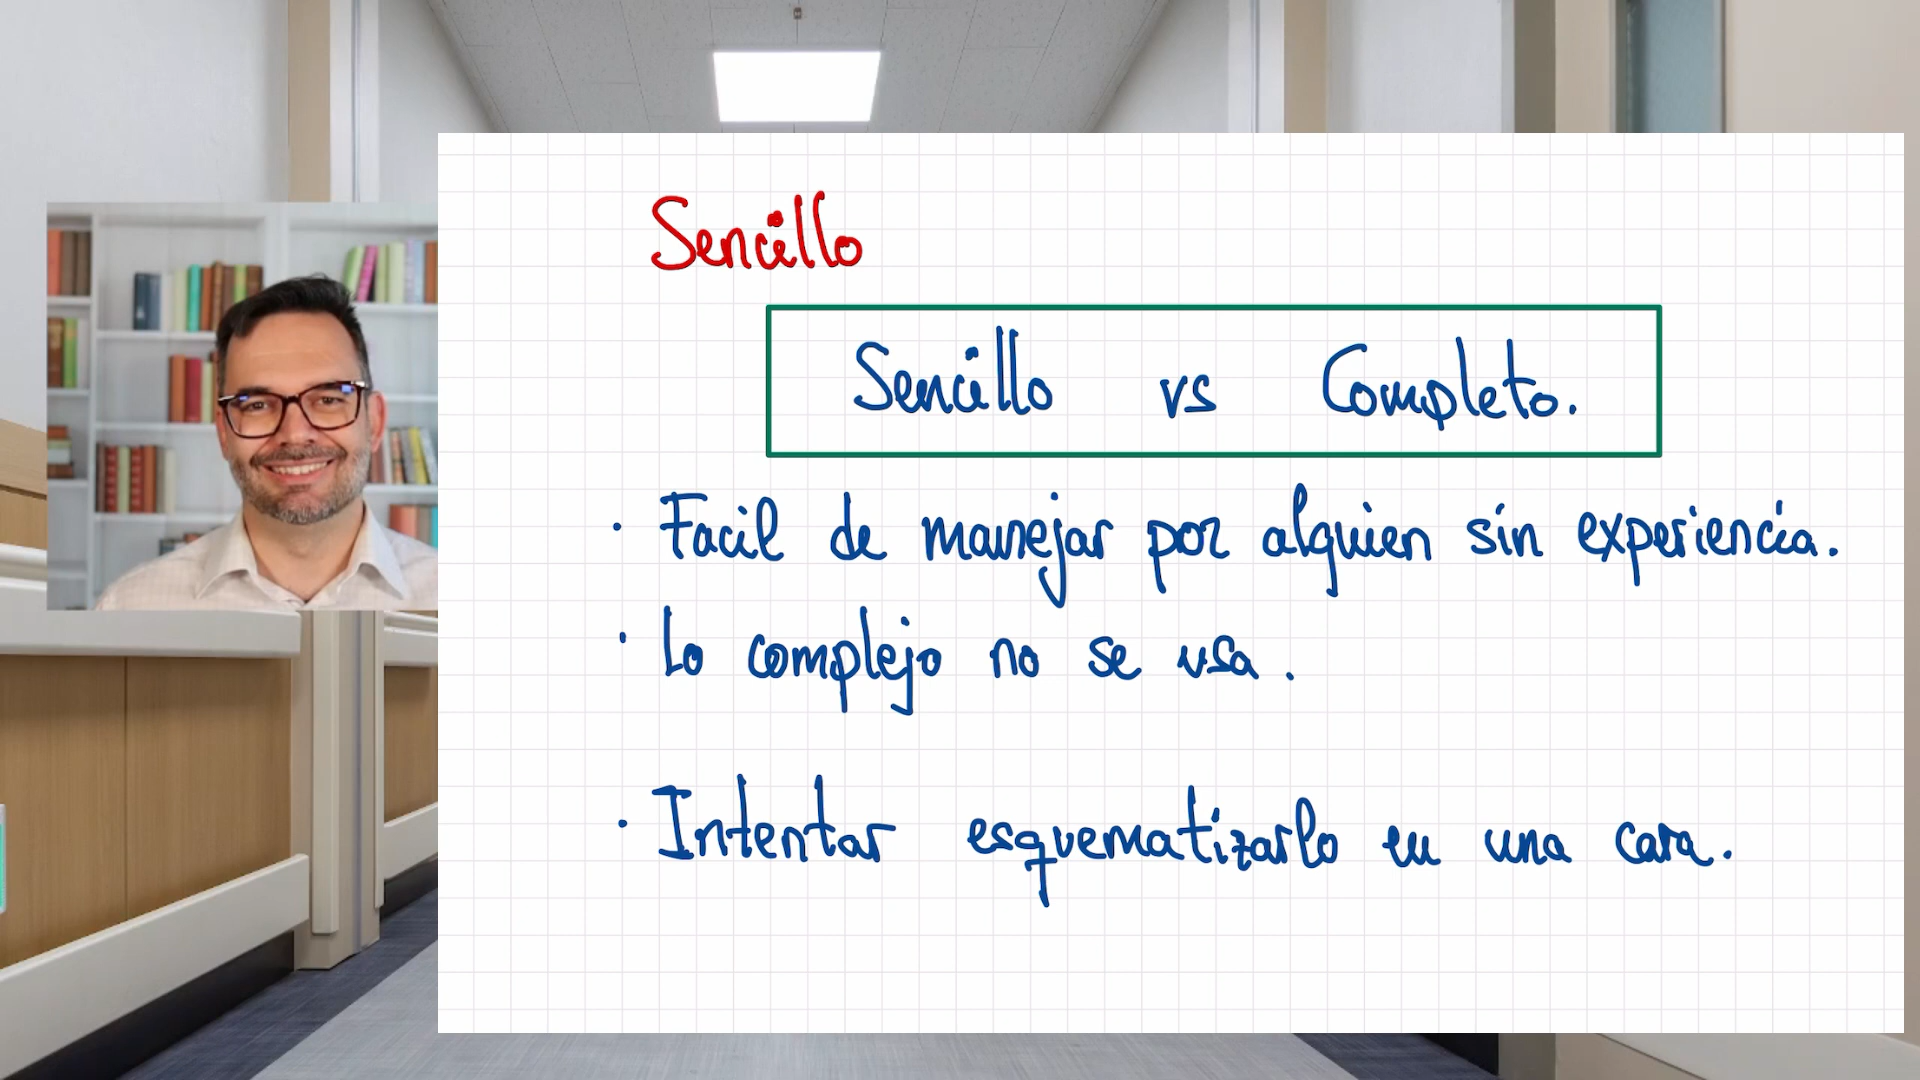 Sencillo
Sencillo vs Completo.
· Facil de manejar por alguien sin experiencia.
· Lo complejo no se usa.
· Intentar esquematizarlo en una cara.